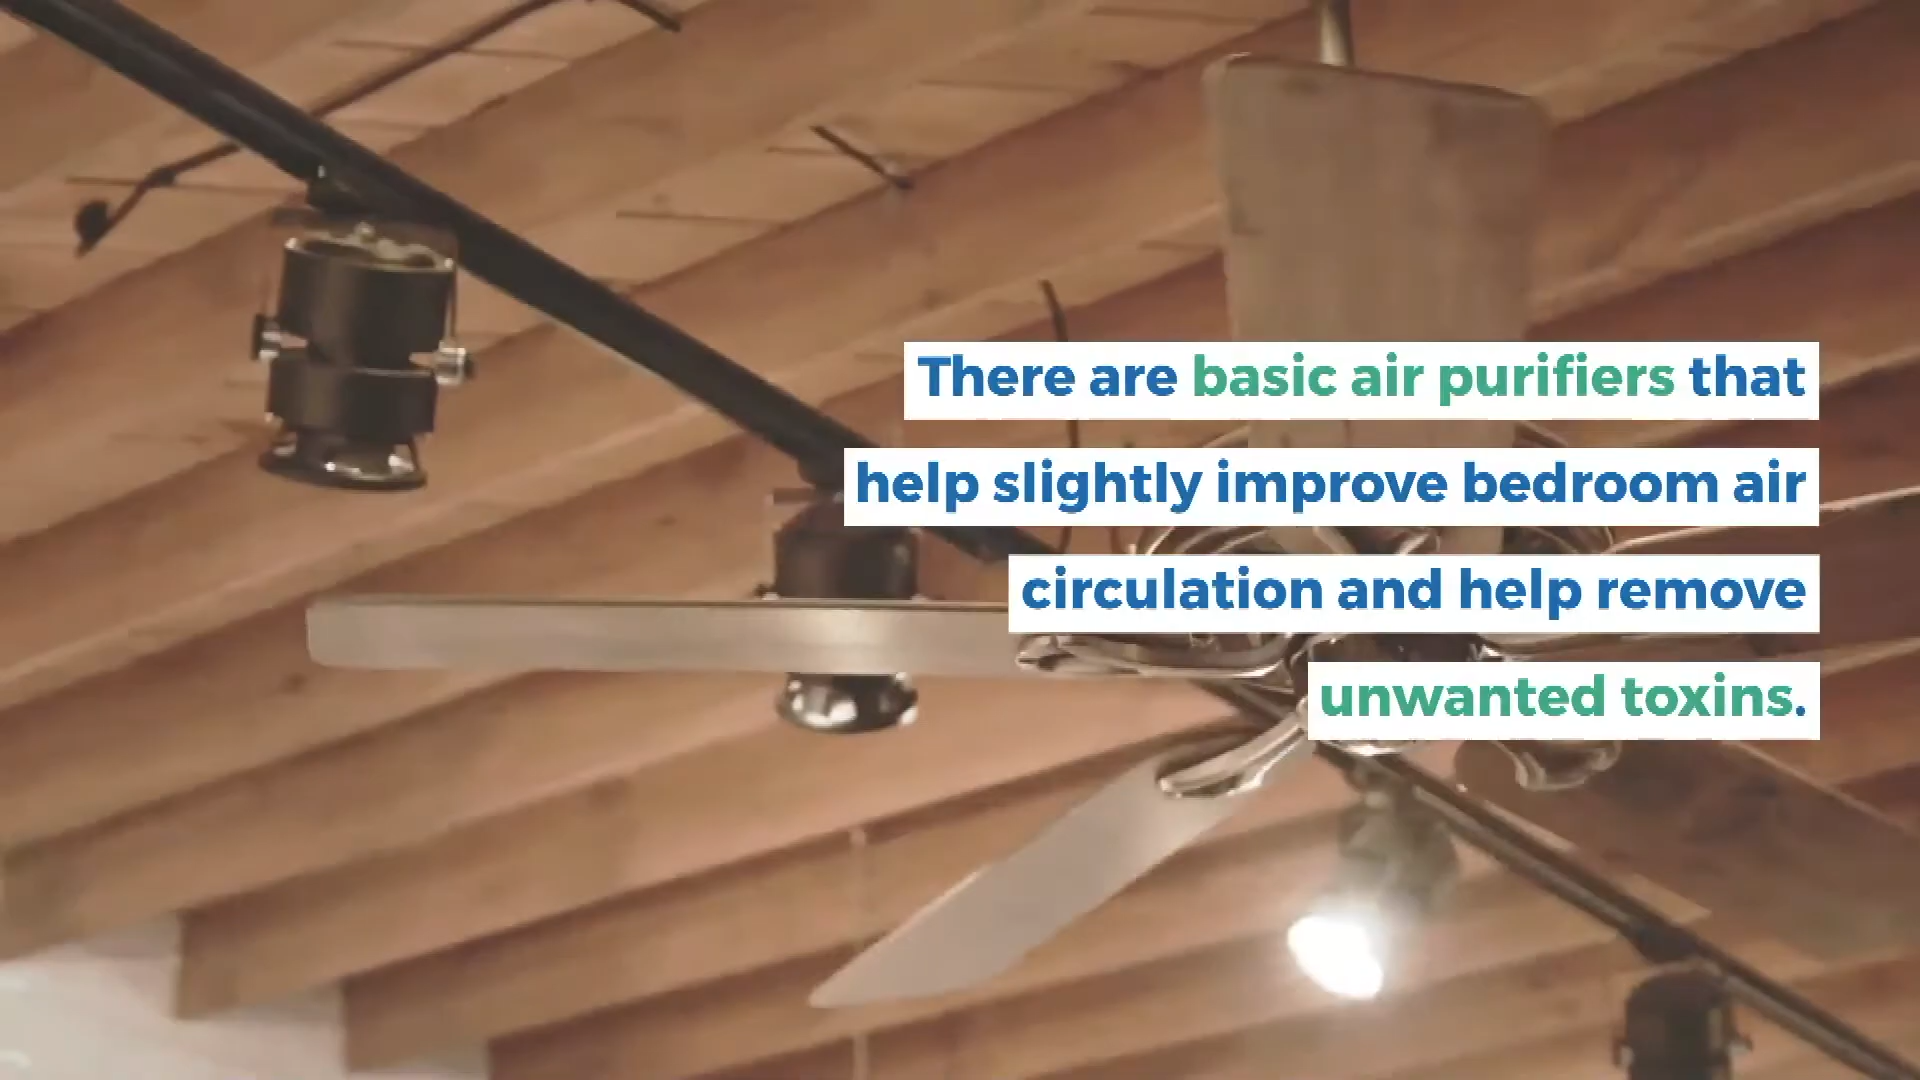 There are basic air purifiers that
help slightly improve bedroom air
circulation and help remove
unwanted toxins.